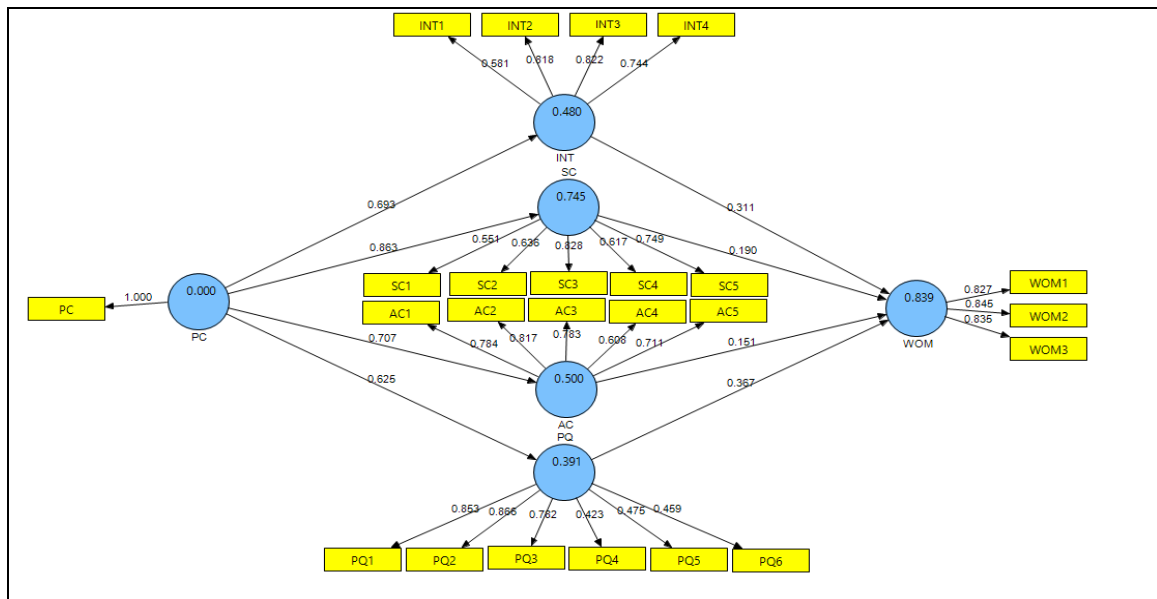 INT1 INT2 INT3 INT4
0.581 0.818 0.822 0.744
0.480
INT
SC
0.693
0.311
0.745
0.863
0.551 0.636 0.828 0.617 0.749
0.190
SC1 SC2 SC3 SC4 SC5
PC
1.000
0.000
PC
AC1 AC2 AC3 AC4 AC5
0.839
WOM
0.827
0.845
0.835
WOM1
WOM2
WOM3
0.707
0.784 0.817 0.783 0.608 0.711
0.151
0.625
0.500
AC
PQ
0.367
0.391
0.853 0.866 0.782 0.423 0.475 0.459
PQ1 PQ2 PQ3 PQ4 PQ5 PQ6